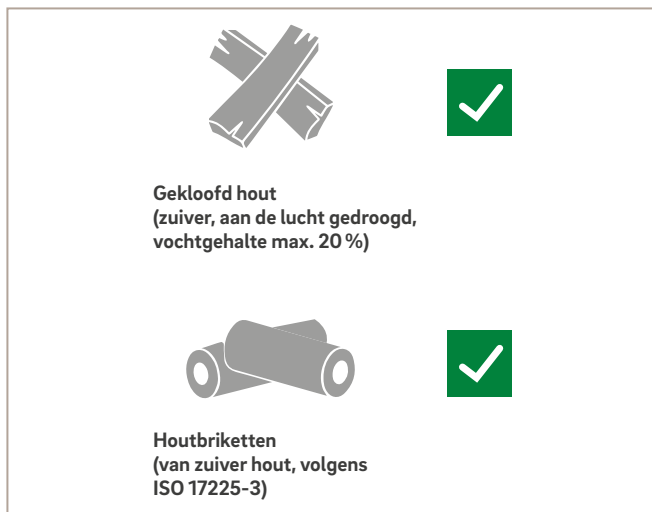 Gekloofd hout
(zuiver, aan de lucht gedroogd,
vochtgehalte max. 20 %)
Houtbriketten
(van zuiver hout, volgens
ISO 17225-3)